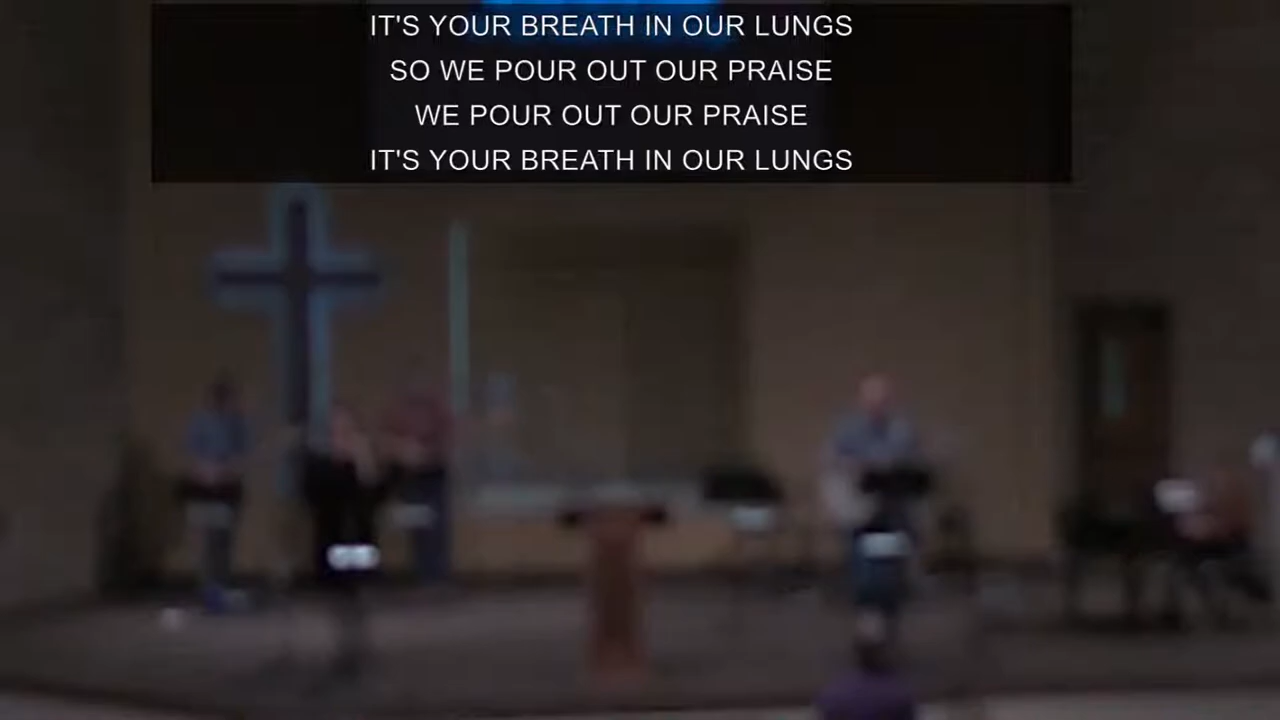 IT'S YOUR BREATH IN OUR LUNGS
SO WE POUR OUT OUR PRAISE
WE POUR OUT OUR PRAISE
IT'S YOUR BREATH IN OUR LUNGS